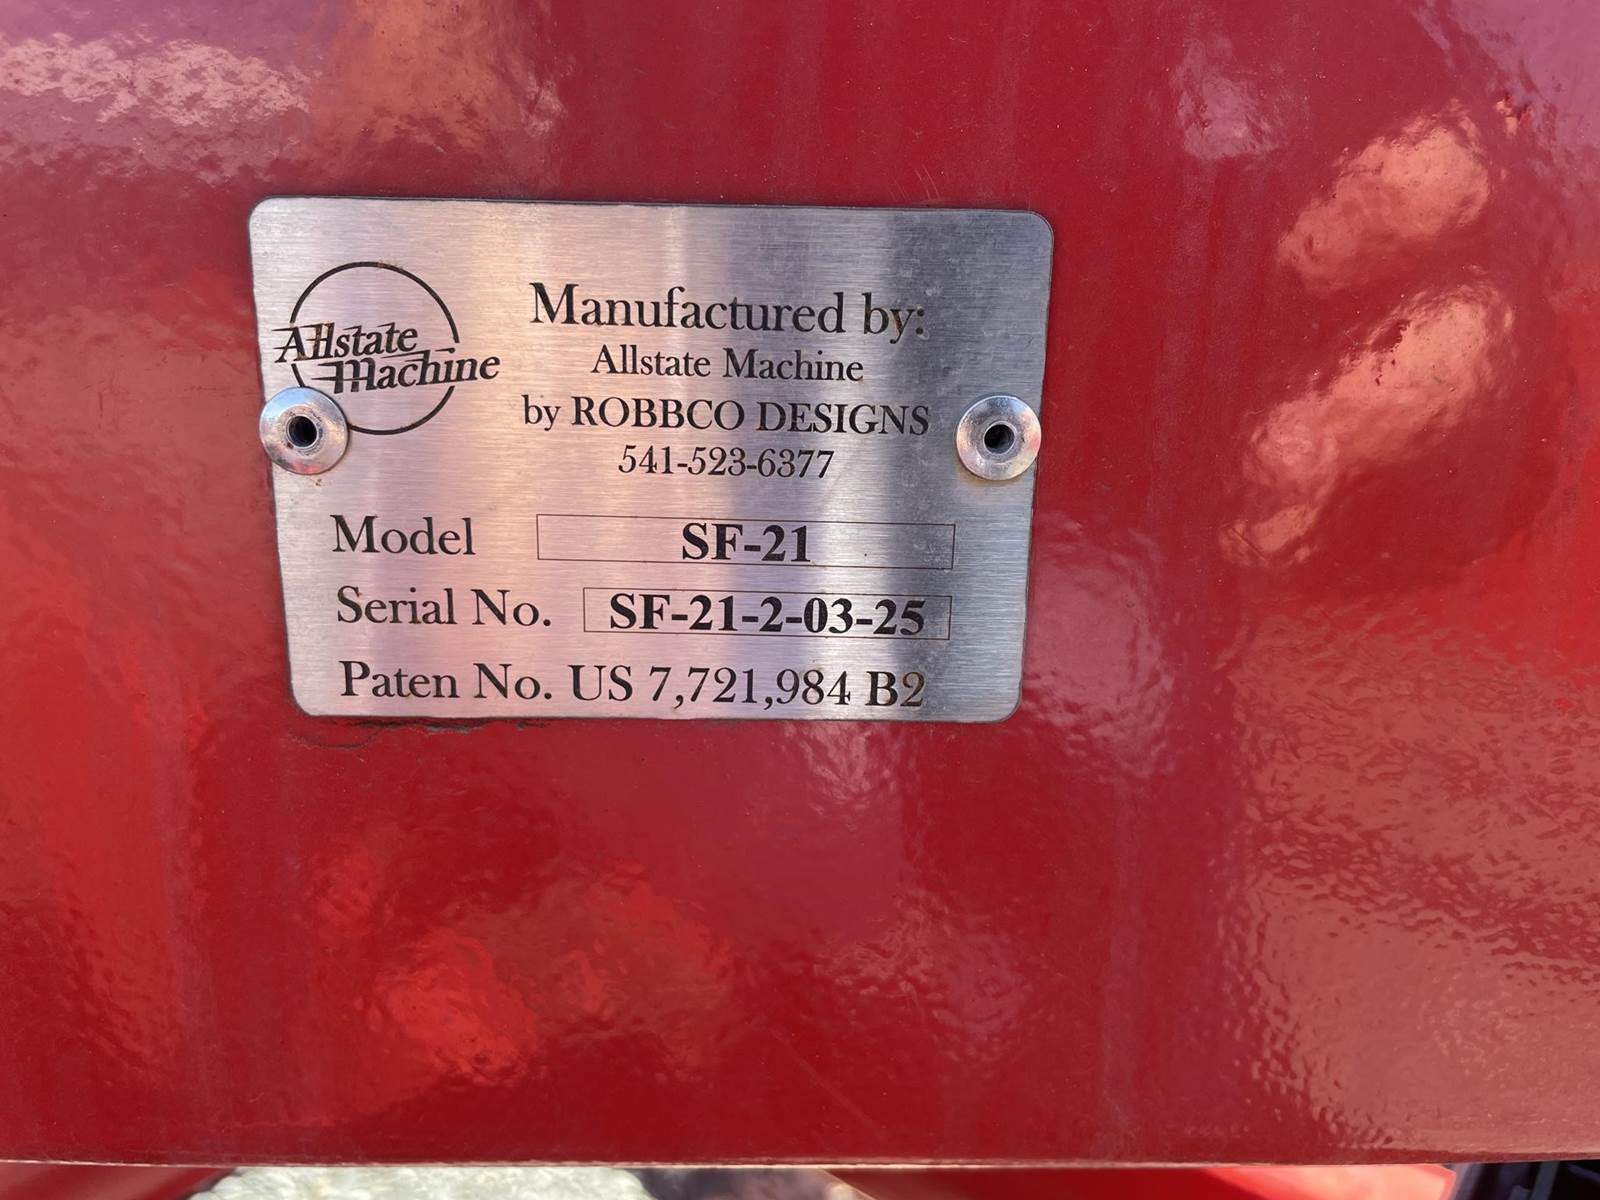 Allstate
Machine
Manufactured by:
Allstate Machine
by ROBBCO DESIGNS
541-523-6377
Model SF-21
Serial No. SF-21-2-03-25
Paten No. US 7,721,984 B2